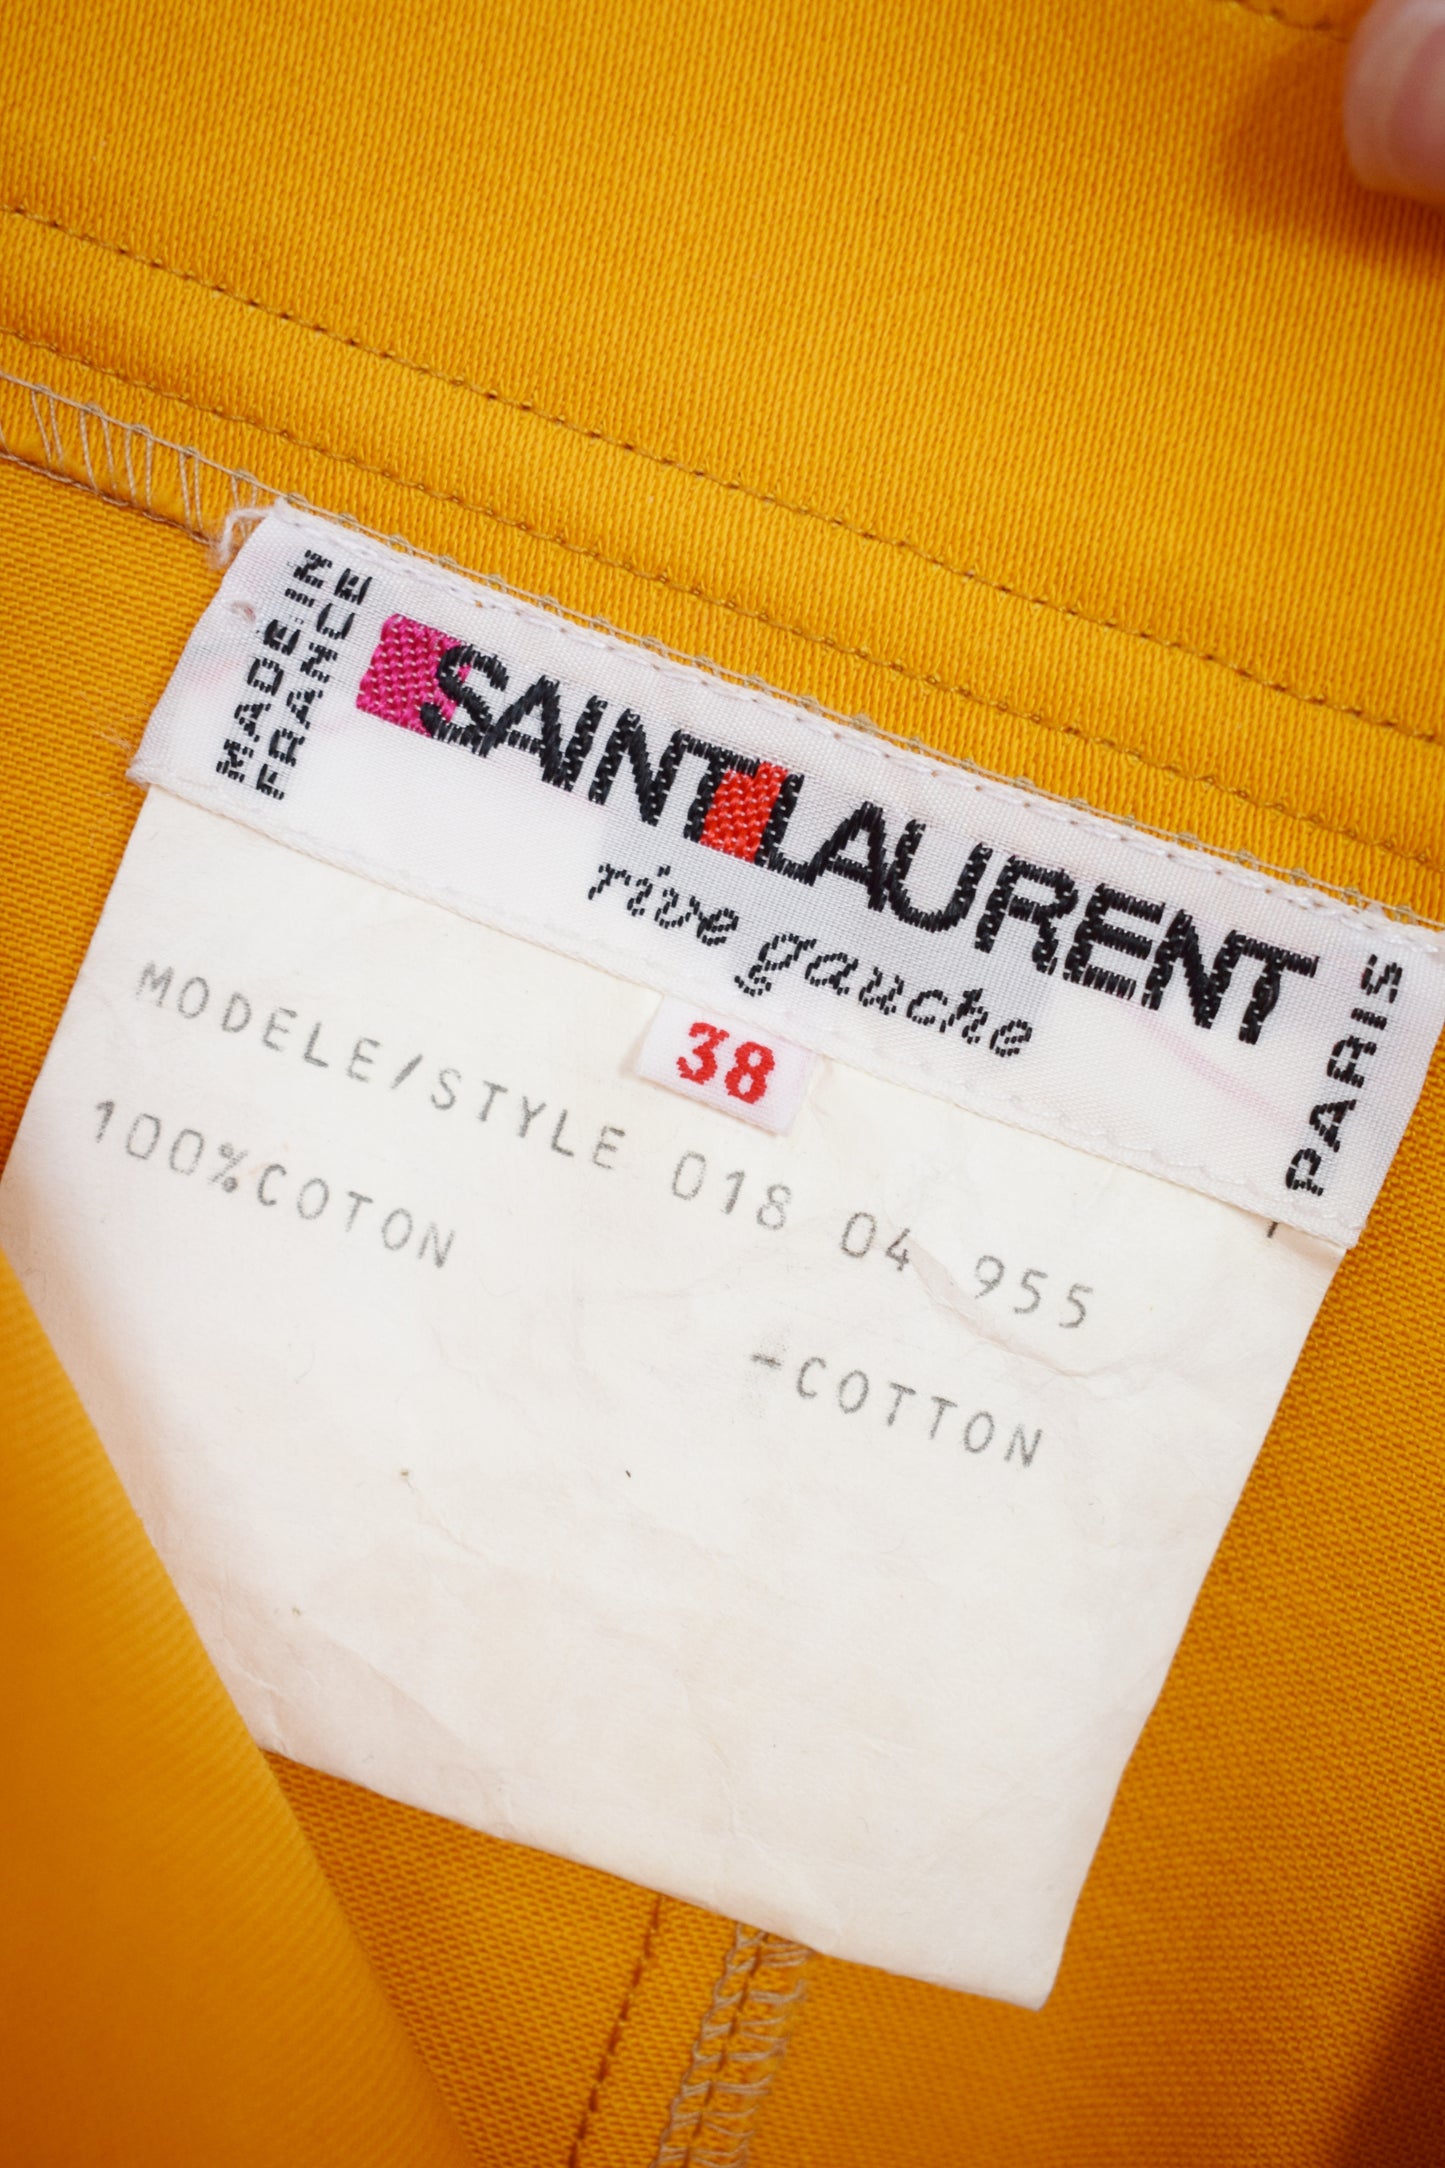 MADE IN
FRANCE
SAINT LAURENT
rive gauche
PARIS
38
MODELE/STYLE 018 04 955
100%COTON
-COTTON